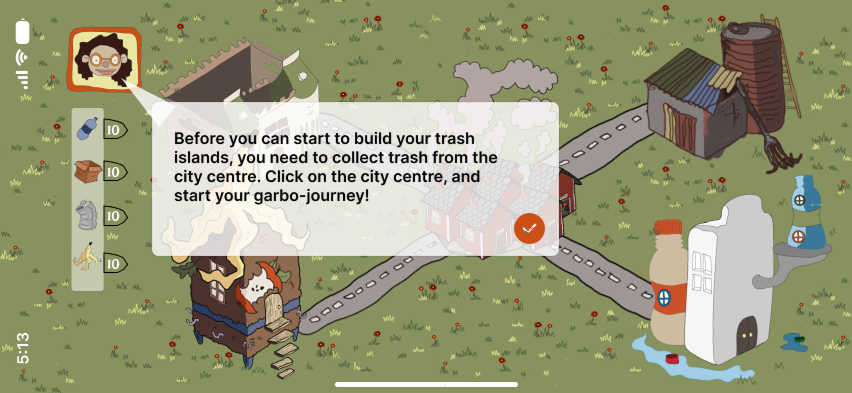 Before you can start to build your trash
islands, you need to collect trash from the
city centre. Click on the city centre, and
start your garbo-journey!
10
10
10
10
5:13